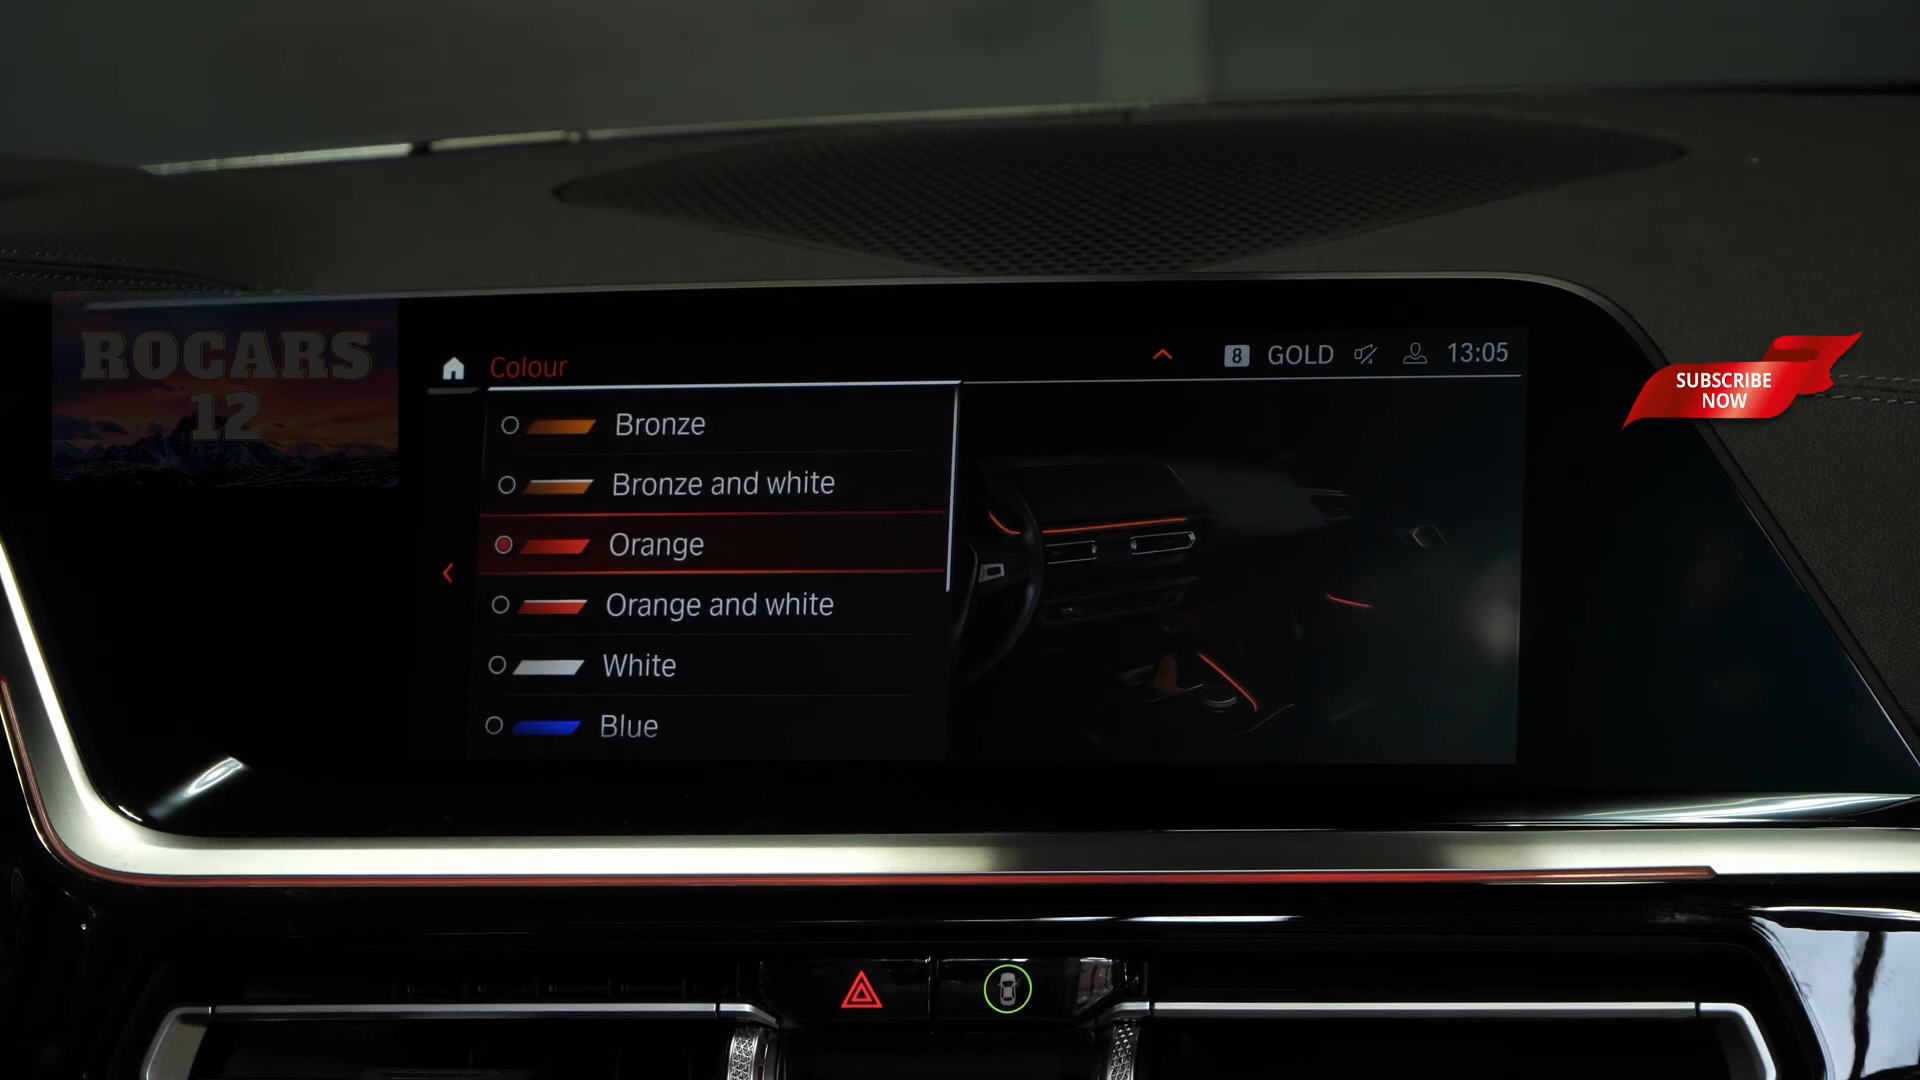 ROCARS
12
Colour
8 GOLD 13:05
SUBSCRIBE
NOW
Bronze
Bronze and white
Orange
Orange and white
White
Blue